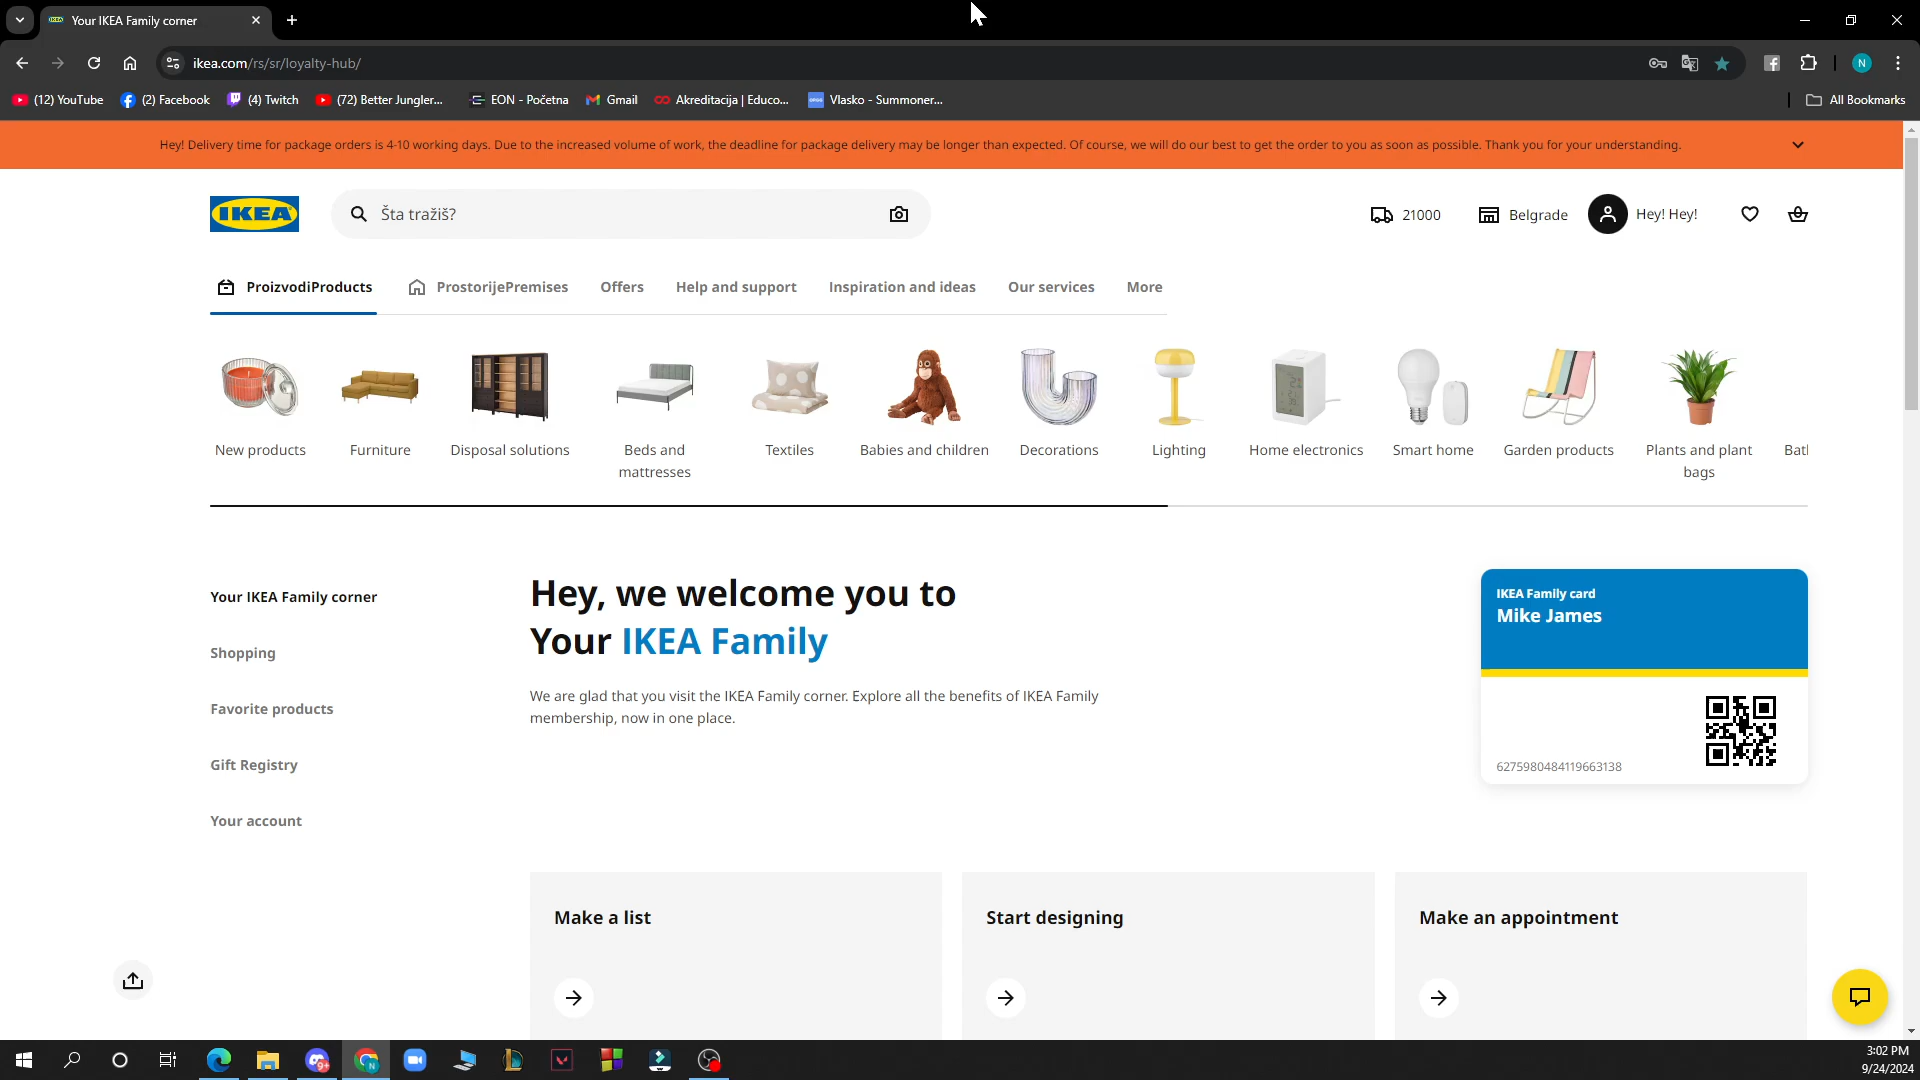 Your IKEA Family corner
ikea.com/rs/sr/loyalty-hub/
N
(12) YouTube
(2) Facebook
(4) Twitch
(72) Better Jungler...
EON - Početna
Gmail
Akreditacija | Educo...
Vlasko - Summoner...
All Bookmarks
Hey! Delivery time for package orders is 4-10 working days. Due to the increased volume of work, the deadline for package delivery may be longer than expected. Of course, we will do our best to get the order to you as soon as possible. Thank you for your understanding.
IKEA
Šta tražiš?
21000
Belgrade
Hey! Hey!
ProizvodiProducts
ProstorijePremises
Offers
Help and support
Inspiration and ideas
Our services
More
New products
Furniture
Disposal solutions
Beds and
mattresses
Textiles
Babies and children
Decorations
Lighting
Home electronics
Smart home
Garden products
Plants and plant
bags
Your IKEA Family corner
Shopping
Favorite products
Gift Registry
Your account
Hey, we welcome you to
Your IKEA Family
We are glad that you visit the IKEA Family corner. Explore all the benefits of IKEA Family
membership, now in one place.
IKEA Family card
Mike James
6275980484119663138
Make a list
Start designing
Make an appointment
3:02 PM
9/24/2024